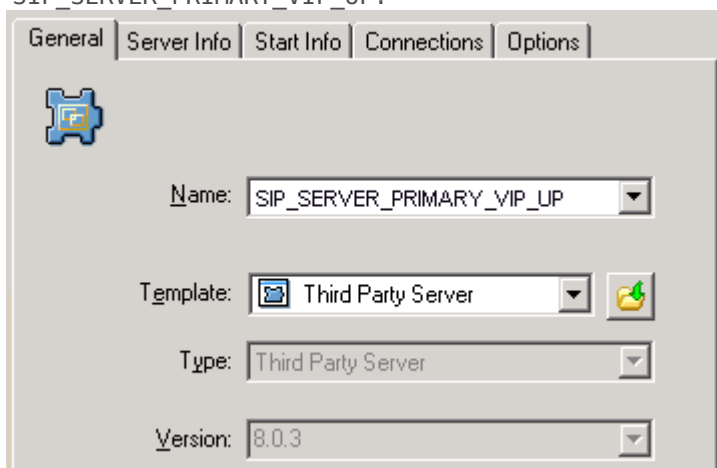 SIP_SERVER_PRIMARY_VIP_UP.
General Server Info Start Info Connections Options
Name: SIP_SERVER_PRIMARY_VIP_UP
Template: Third Party Server
Type: Third Party Server
Version: 8.0.3